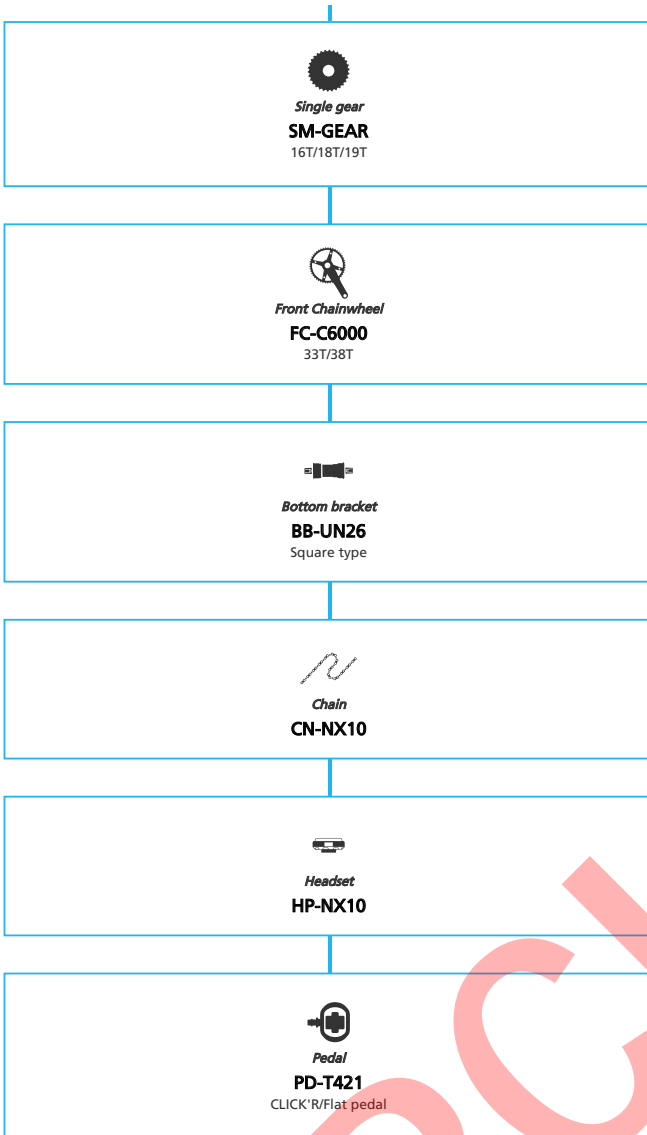 Single gear
SM-GEAR
16T/18T/19T
Front Chainwheel
FC-C6000
33T/38T
Bottom bracket
BB-UN26
Square type
Chain
CN-NX10
Headset
HP-NX10
Pedal
PD-T421
CLICK'R/Flat pedal